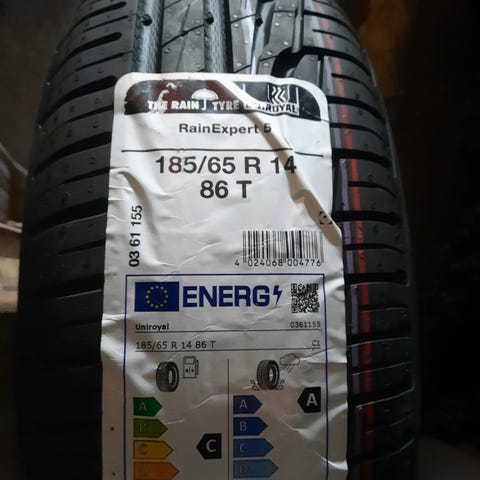 THE RAIN TYRE UNIROYAL
RainExpert 5
185/65 R 14
86 T
03 61 155
4 024068 004776
ENERG
Uniroyal 0361155
185/65 R 14 86 T C1
A A A
B B
C C C
D D